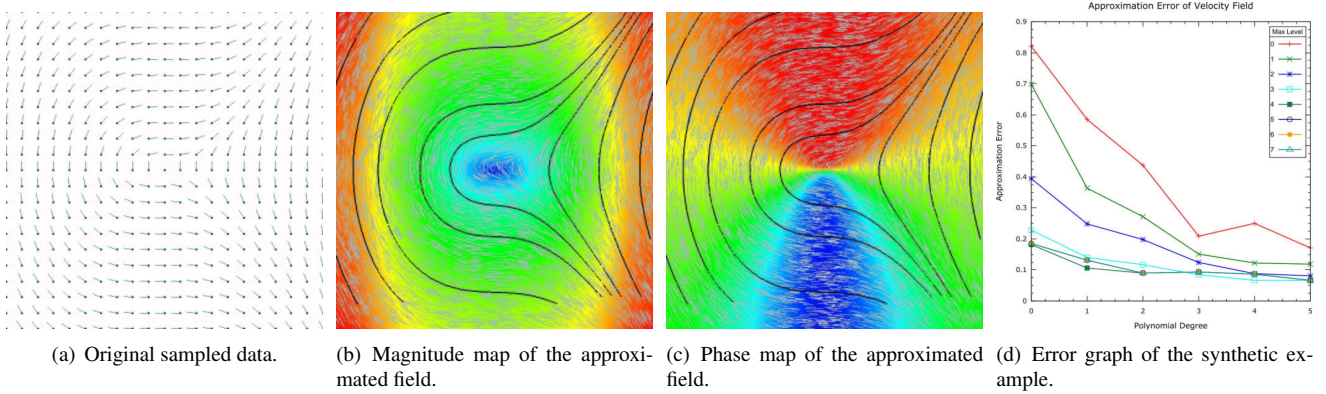 Approximation Error of Velocity Field
0.9
0.8
0.7
0.6
0.5
0.4
0.3
0.2
0.1
0
Approximation Error
Max Level
0
1
2
3
4
5
6
7
0 1 2 3 4 5
Polynomial Degree
(a) Original sampled data.
(b) Magnitude map of the approxi-
mated field.
(c) Phase map of the approximated
field.
(d) Error graph of the synthetic ex-
ample.